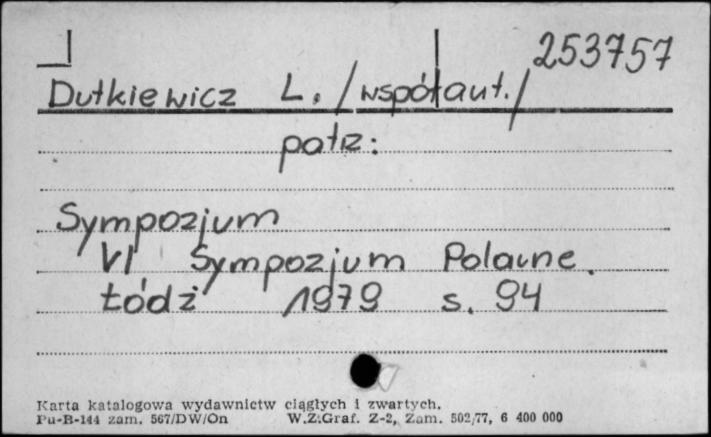 253757
Dutkiewicz L. /współaut./
patrz:
Sympozjum
VI Sympozjum Polarne.
Łódź 1979 s. 94
Karta katalogowa wydawnictw ciągłych i zwartych.
Pu-B-144 zam. 567/DW/On W.Z.Graf. Z-2, Zam. 502/77, 6 400 000